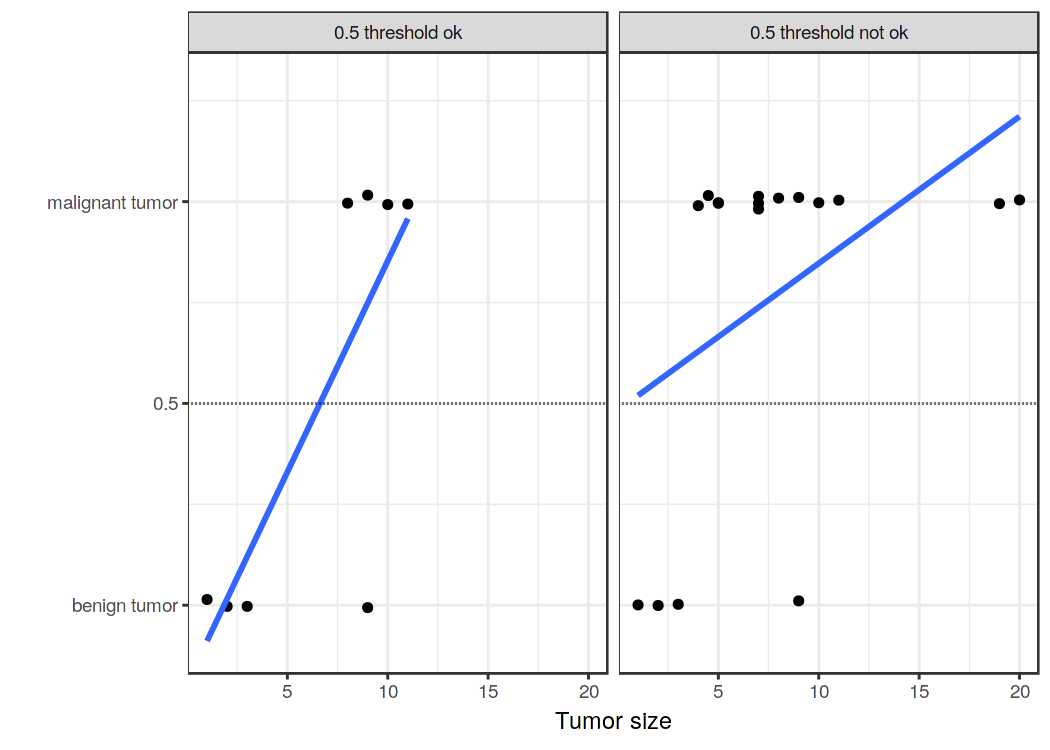 0.5 threshold ok
0.5 threshold not ok
malignant tumor
0.5
benign tumor
5 10 15 20
5 10 15 20
Tumor size